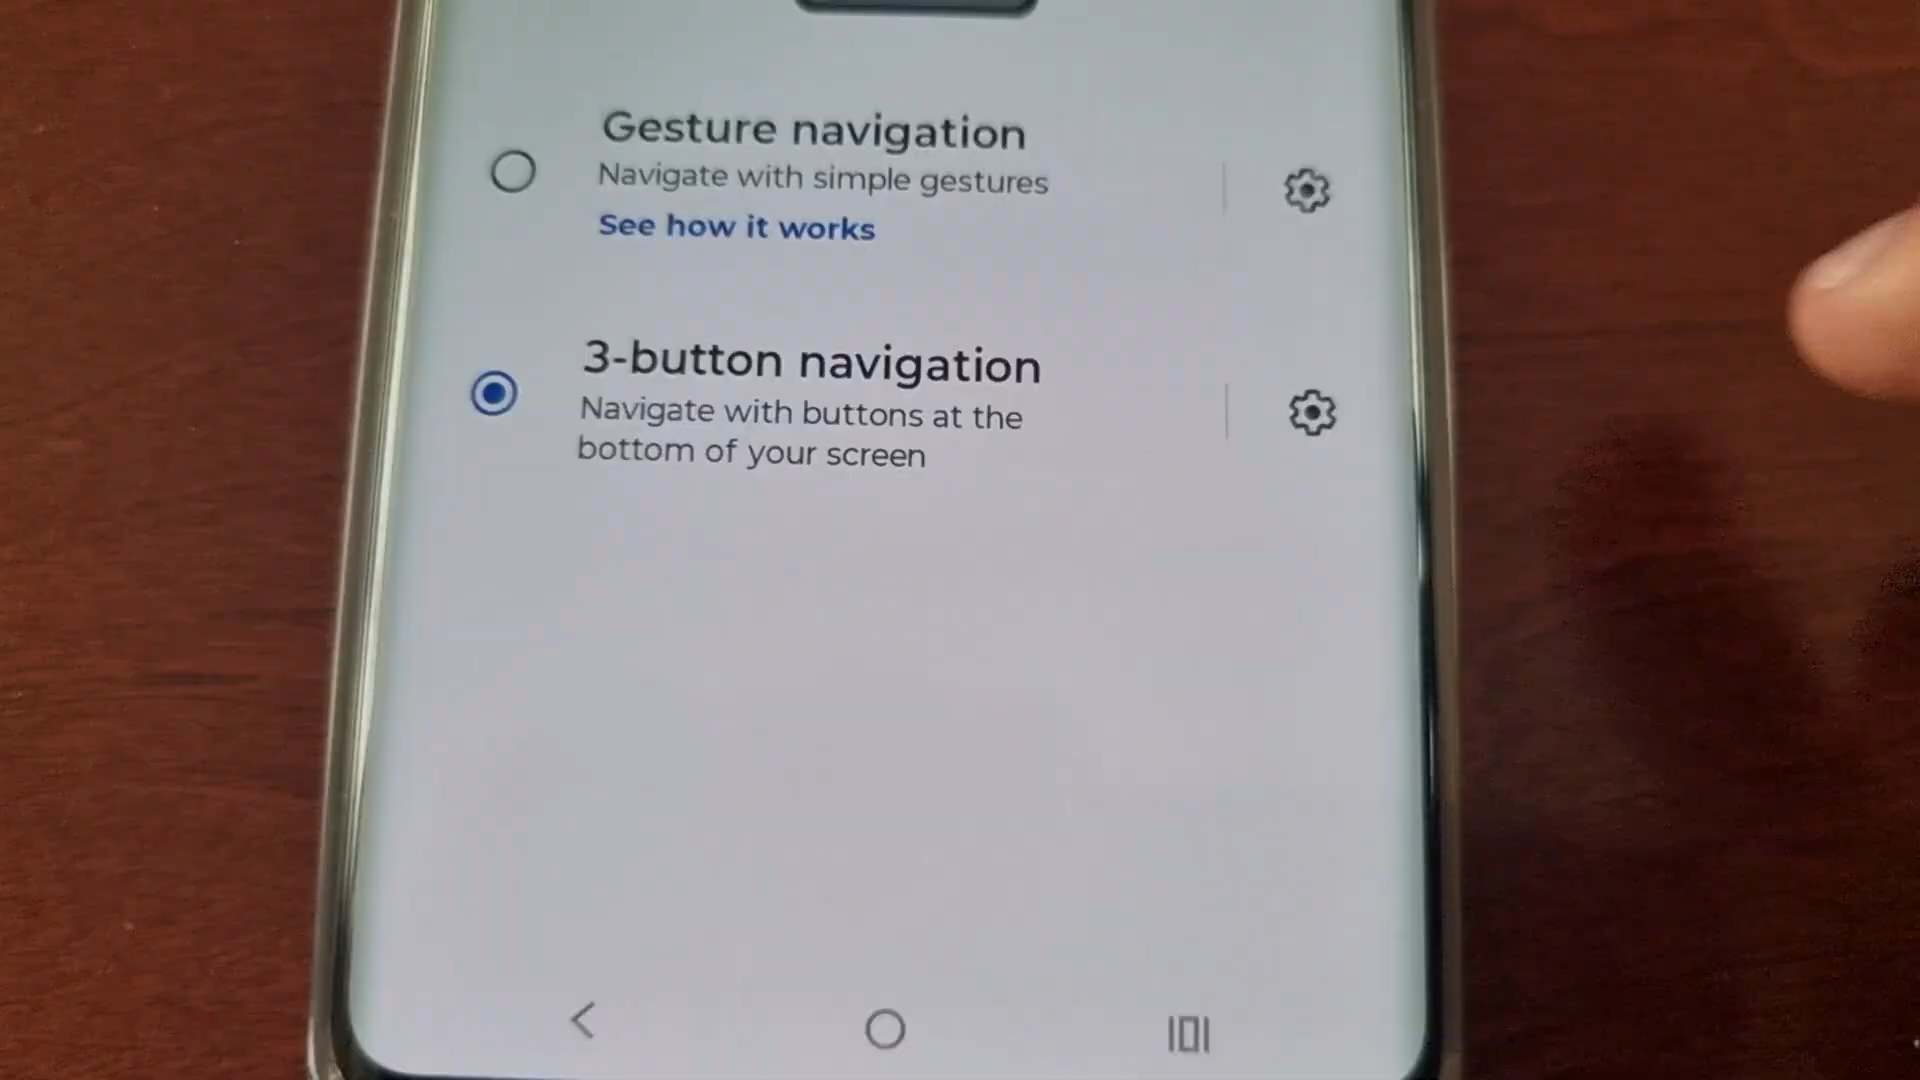 Gesture navigation
Navigate with simple gestures
See how it works
3-button navigation
Navigate with buttons at the
bottom of your screen